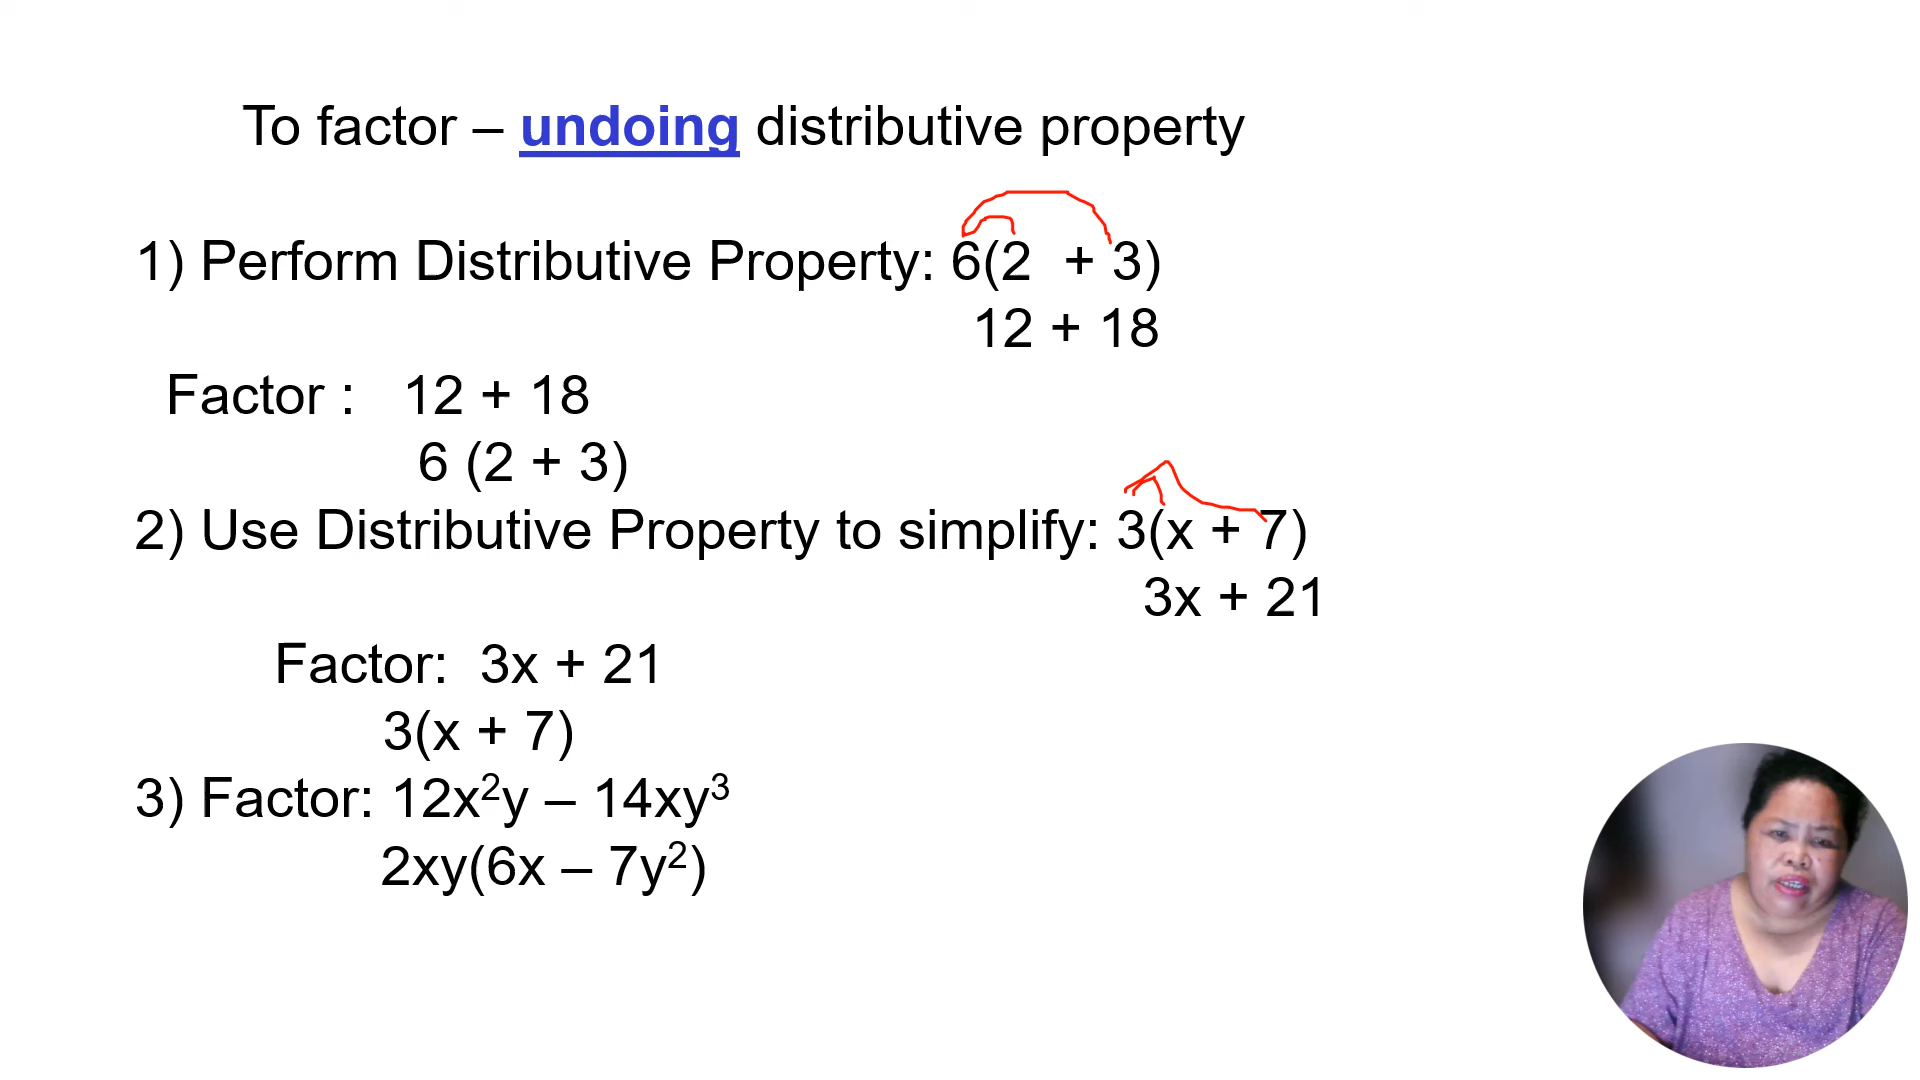 To factor – undoing distributive property
1) Perform Distributive Property: 6(2 + 3)
12 + 18
Factor : 12 + 18
6 (2 + 3)
2) Use Distributive Property to simplify: 3(x + 7)
3x + 21
Factor: 3x + 21
3(x + 7)
3) Factor: 12x²y – 14xy³
2xy(6x – 7y²)